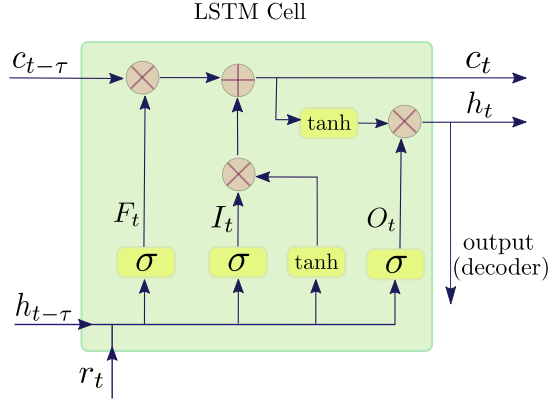 LSTM Cell
c_{t−τ}
c_t
h_t
tanh
F_t
I_t
O_t
output
(decoder)
σ
σ
tanh
σ
h_{t−τ}
r_t